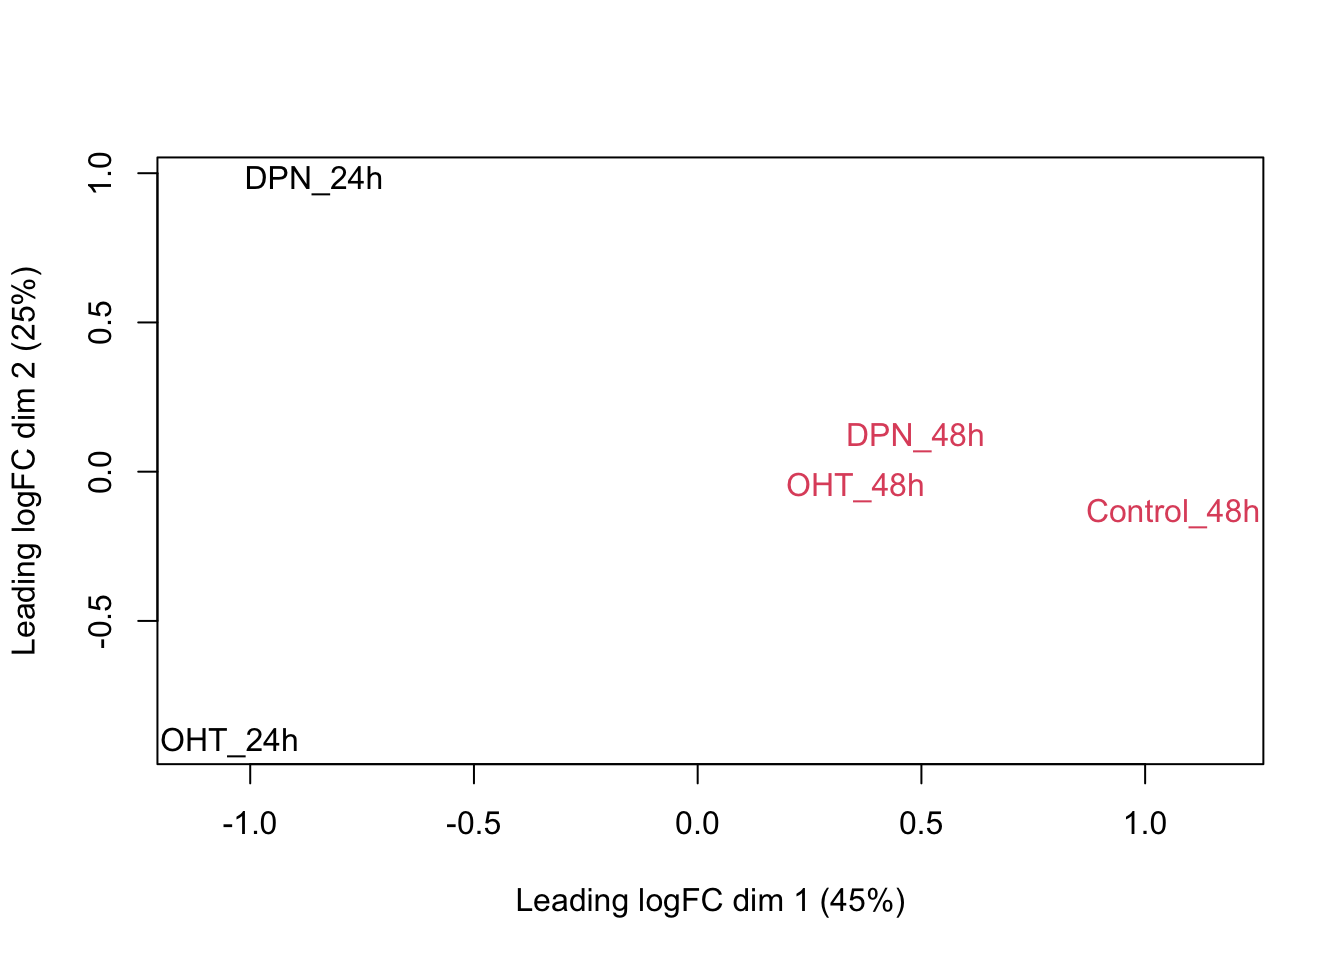 1.0
DPN_24h
0.5
Leading logFC dim 2 (25%)
DPN_48h
0.0
OHT_48h
Control_48h
-0.5
OHT_24h
-1.0 -0.5 0.0 0.5 1.0
Leading logFC dim 1 (45%)